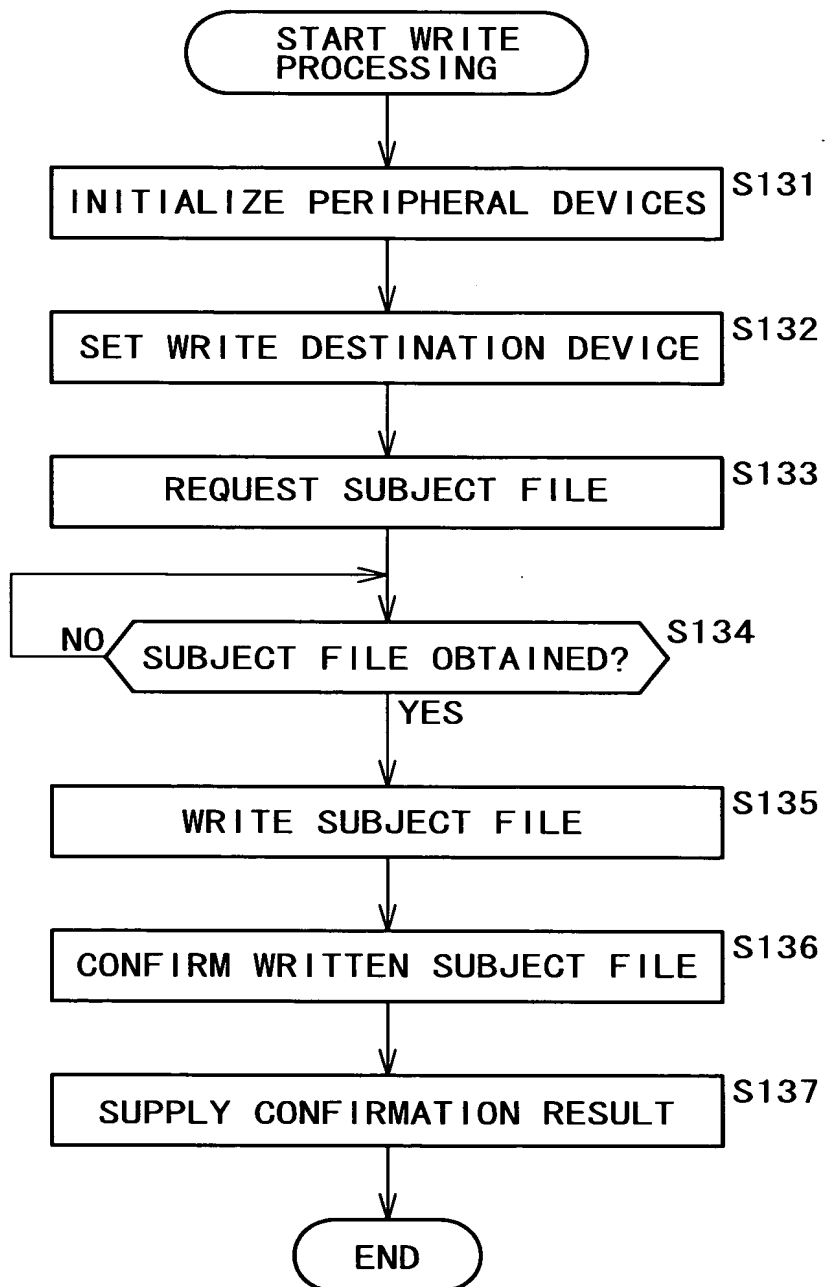 START WRITE
PROCESSING
INITIALIZE PERIPHERAL DEVICES
S131
SET WRITE DESTINATION DEVICE
S132
REQUEST SUBJECT FILE
S133
NO
SUBJECT FILE OBTAINED?
S134
YES
WRITE SUBJECT FILE
S135
CONFIRM WRITTEN SUBJECT FILE
S136
SUPPLY CONFIRMATION RESULT
S137
END